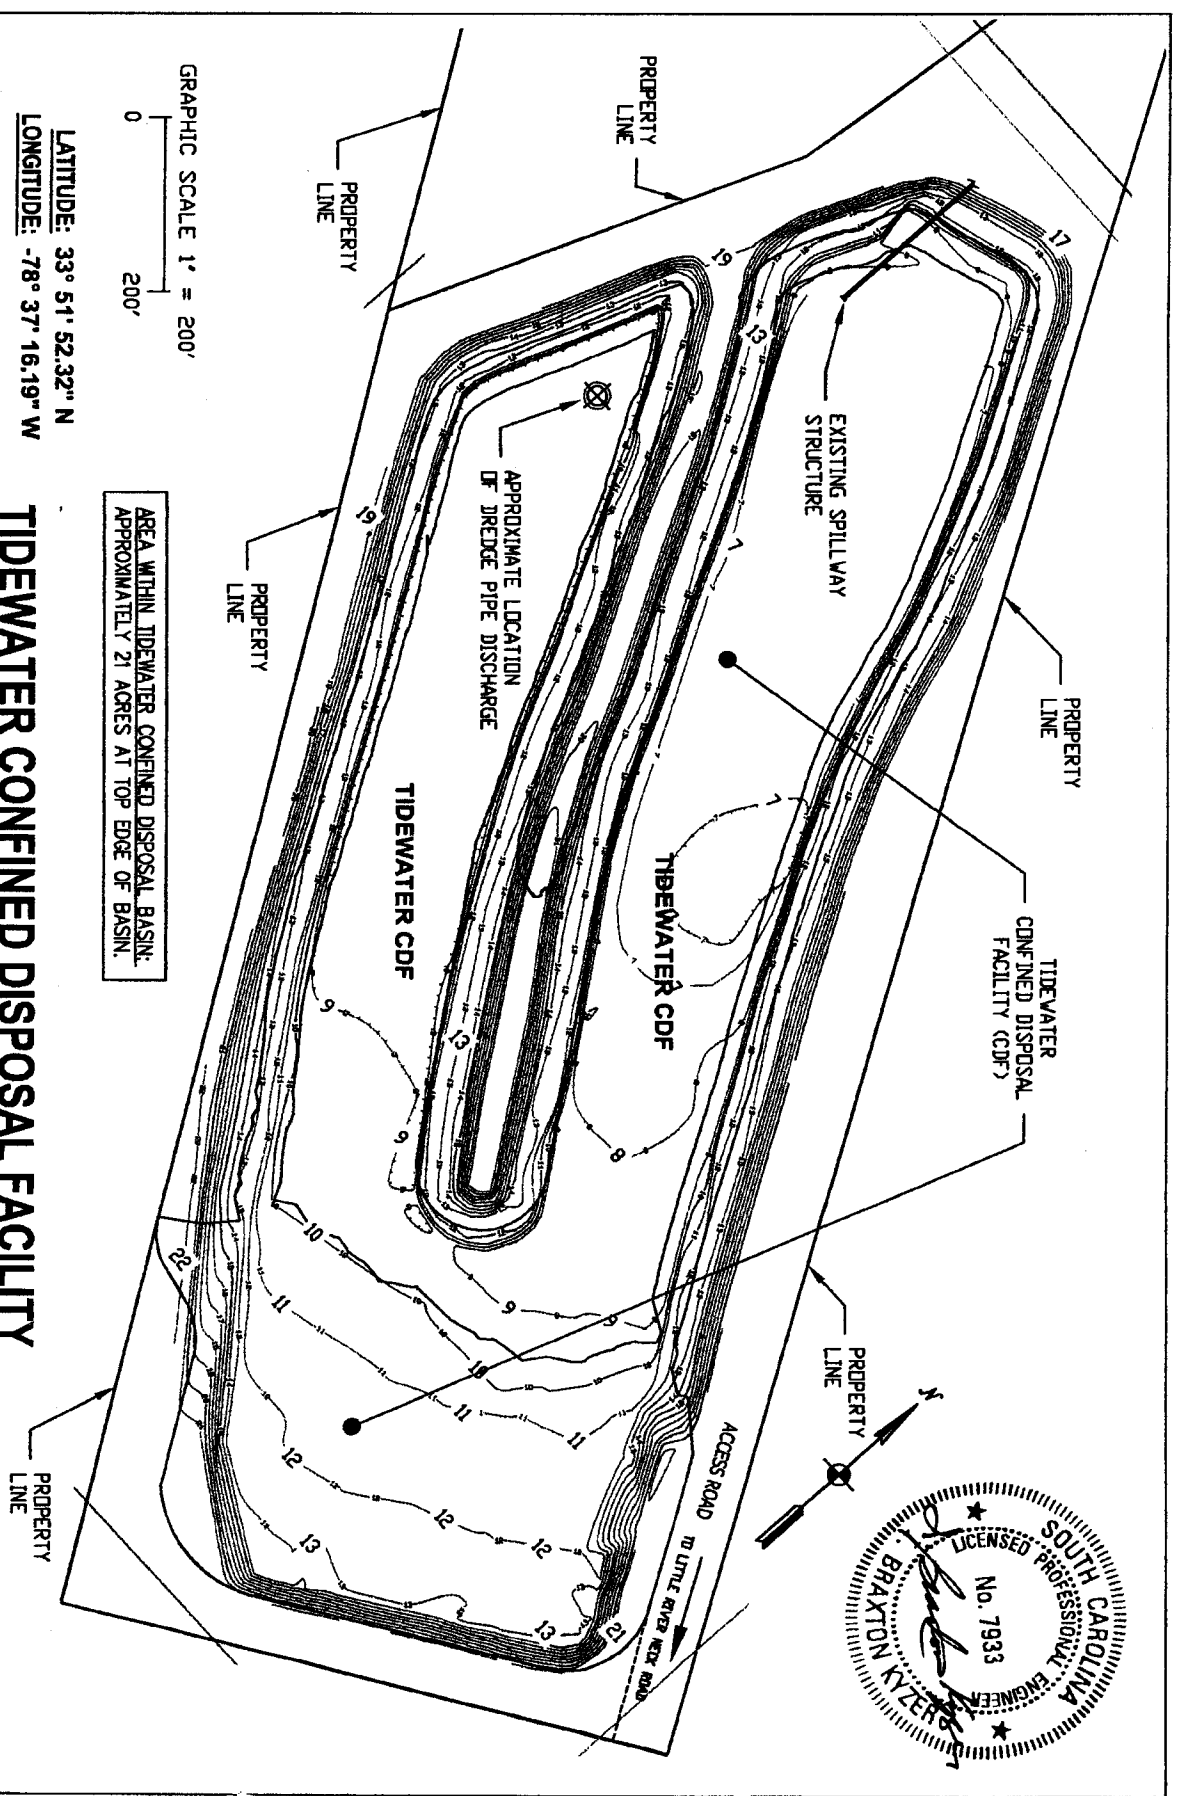 PROPERTY
LINE
PROPERTY
LINE
PROPERTY
LINE
PROPERTY
LINE
PROPERTY
LINE
PROPERTY
LINE
GRAPHIC SCALE 1" = 200'
0
200'
LATITUDE: 33° 51' 52.32" N
LONGITUDE: -78° 37' 16.19" W
EXISTING SPILLWAY
STRUCTURE
APPROXIMATE LOCATION
OF DREDGE PIPE DISCHARGE
TIDEWATER
CONFINED DISPOSAL
FACILITY (CDF)
TIDEWATER CDF
TIDEWATER CDF
AREA WITHIN TIDEWATER CONFINED DISPOSAL BASIN:
APPROXIMATELY 21 ACRES AT TOP EDGE OF BASIN.
ACCESS ROAD
TO LITTLE RIVER NECK ROAD
N
17
19
13
7
7
7
7
7
19
13
8
9
9
9
9
10
10
11
11
11
12
12
12
13
13
21
22
SOUTH CAROLINA
LICENSED PROFESSIONAL ENGINEER
No. 7933
J. BRAXTON KYZER
TIDEWATER CONFINED DISPOSAL FACILITY